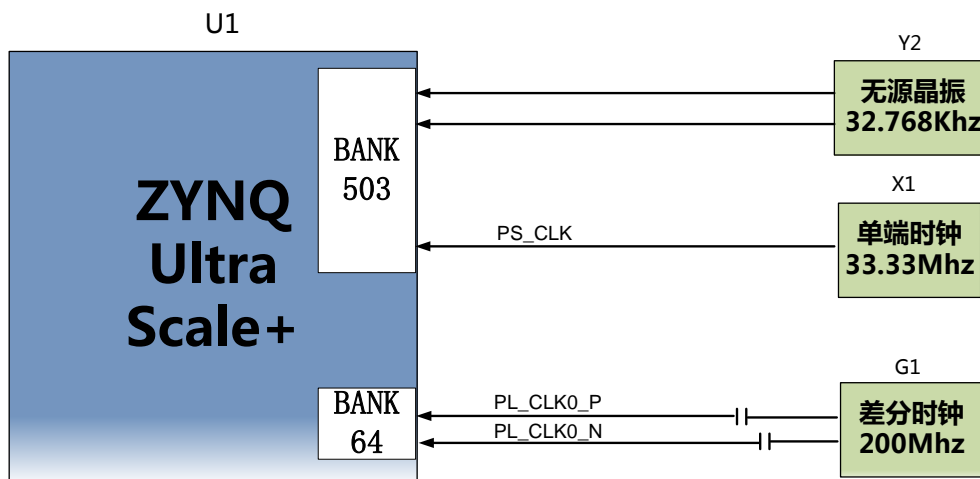 U1
ZYNQ
Ultra
Scale+
BANK
503
BANK
64
PS_CLK
PL_CLK0_P
PL_CLK0_N
Y2
无源晶振
32.768Khz
X1
单端时钟
33.33Mhz
G1
差分时钟
200Mhz